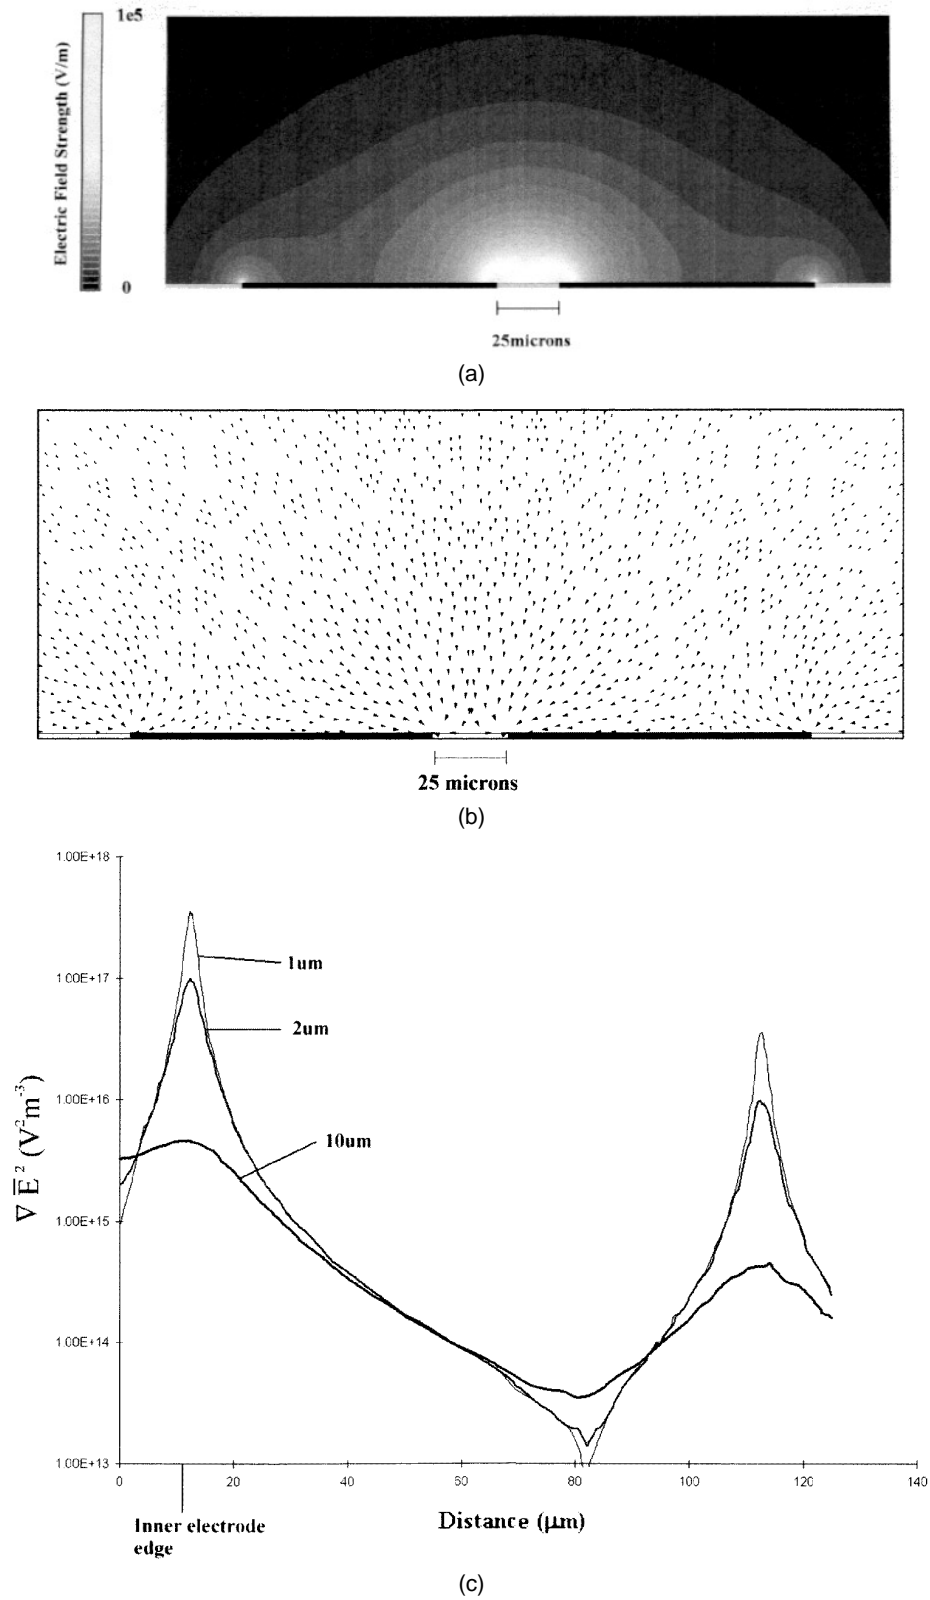 1e5
Electric Field Strength (V/m)
0
25microns
(a)
25 microns
(b)
1.00E+18
1.00E+17
1.00E+16
1.00E+15
1.00E+14
1.00E+13
∇ E̅ ² (V²m⁻³)
1um
2um
10um
0 20 40 60 80 100 120 140
Inner electrode
edge
Distance (μm)
(c)